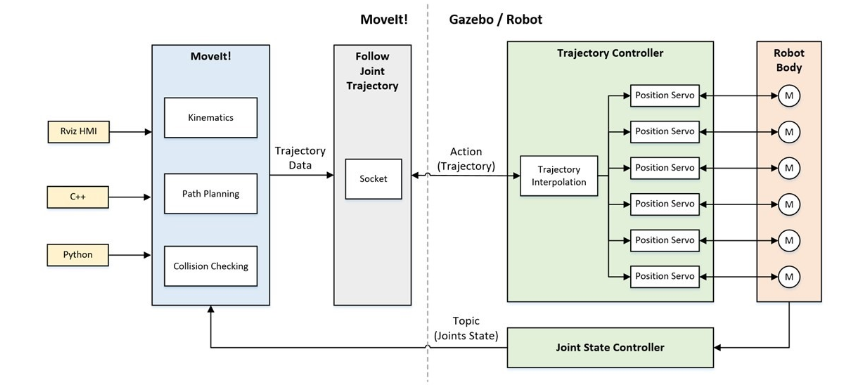 MoveIt!
Gazebo / Robot
MoveIt!
Kinematics
Path Planning
Collision Checking
Rviz HMI
C++
Python
Trajectory
Data
Follow
Joint
Trajectory
Socket
Action
(Trajectory)
Trajectory Controller
Trajectory
Interpolation
Position Servo
Position Servo
Position Servo
Position Servo
Position Servo
Position Servo
Robot
Body
M
M
M
M
M
M
Topic
(Joints State)
Joint State Controller